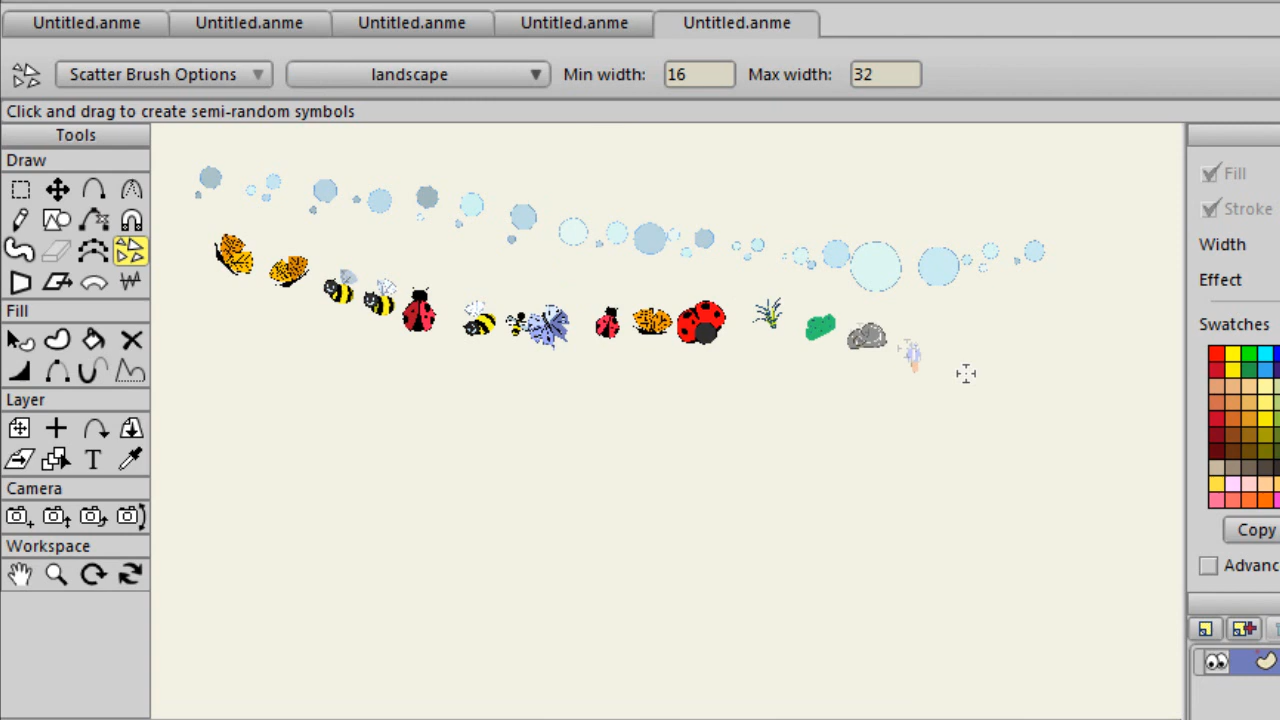 Untitled.anme Untitled.anme Untitled.anme Untitled.anme Untitled.anme
Scatter Brush Options landscape Min width: 16 Max width: 32
Click and drag to create semi-random symbols
Tools
Draw
Fill
Layer
T
Camera
Workspace
Fill
Stroke
Width
Effect
Swatches
Copy
Advanc